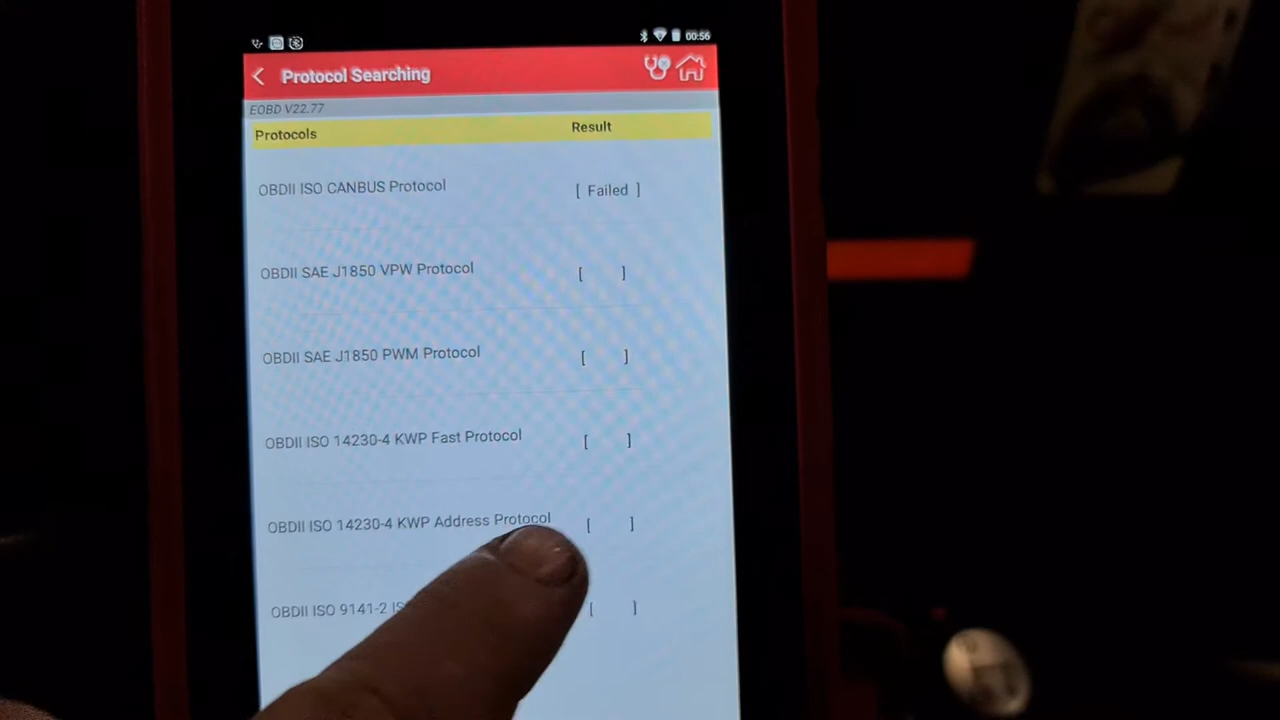 00:56
Protocol Searching
EOBD V22.77
Protocols Result
OBDII ISO CANBUS Protocol [ Failed ]
OBDII SAE J1850 VPW Protocol [ ]
OBDII SAE J1850 PWM Protocol [ ]
OBDII ISO 14230-4 KWP Fast Protocol [ ]
OBDII ISO 14230-4 KWP Address Protocol [ ]
OBDII ISO 9141-2 [ ]